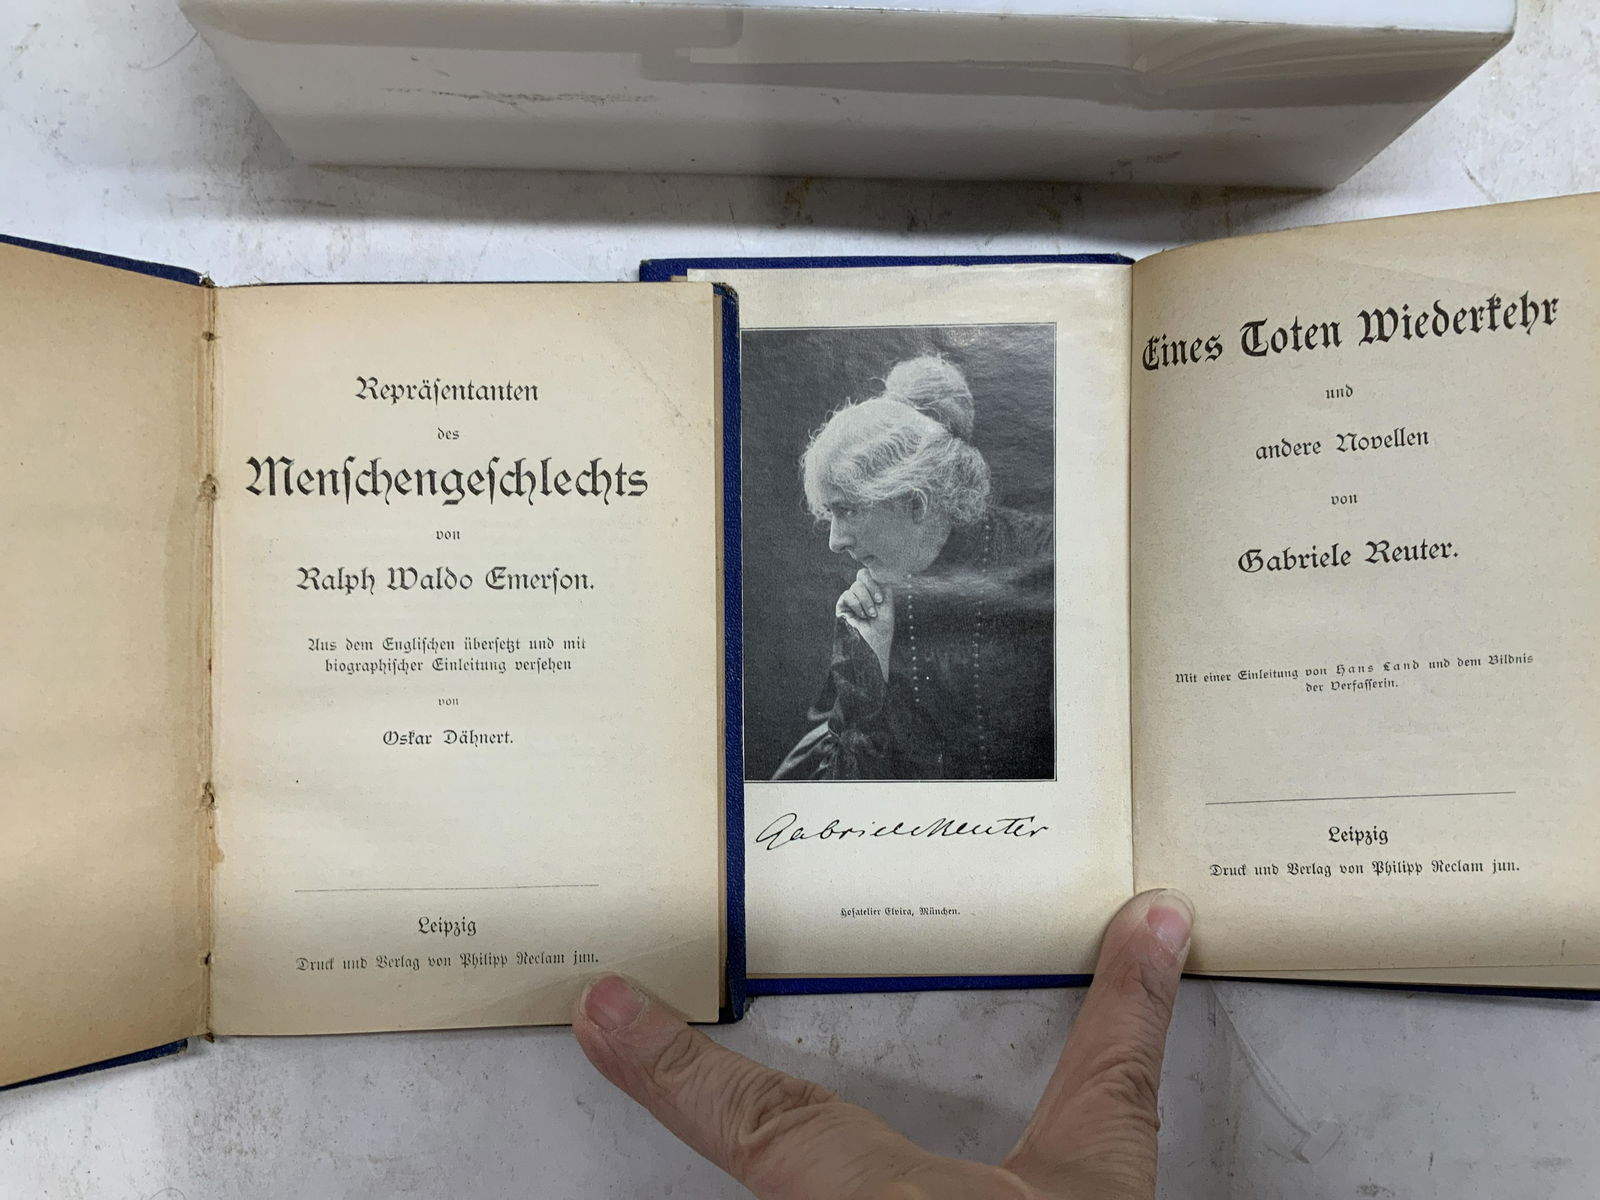 Repräſentanten
des
Menſchengeſchlechts
von
Ralph Waldo Emerſon.
Aus dem Engliſchen überſetzt und mit
biographiſcher Einleitung verſehen
von
Oskar Dähnert.
Leipzig
Druck und Verlag von Philipp Reclam jun.
Gabriele Reuter
Hofatelier Elvira, München.
Eines Toten Wiederkehr
und
andere Novellen
von
Gabriele Reuter.
Mit einer Einleitung von Hans Land und dem Bildnis
der Verfaſſerin.
Leipzig
Druck und Verlag von Philipp Reclam jun.